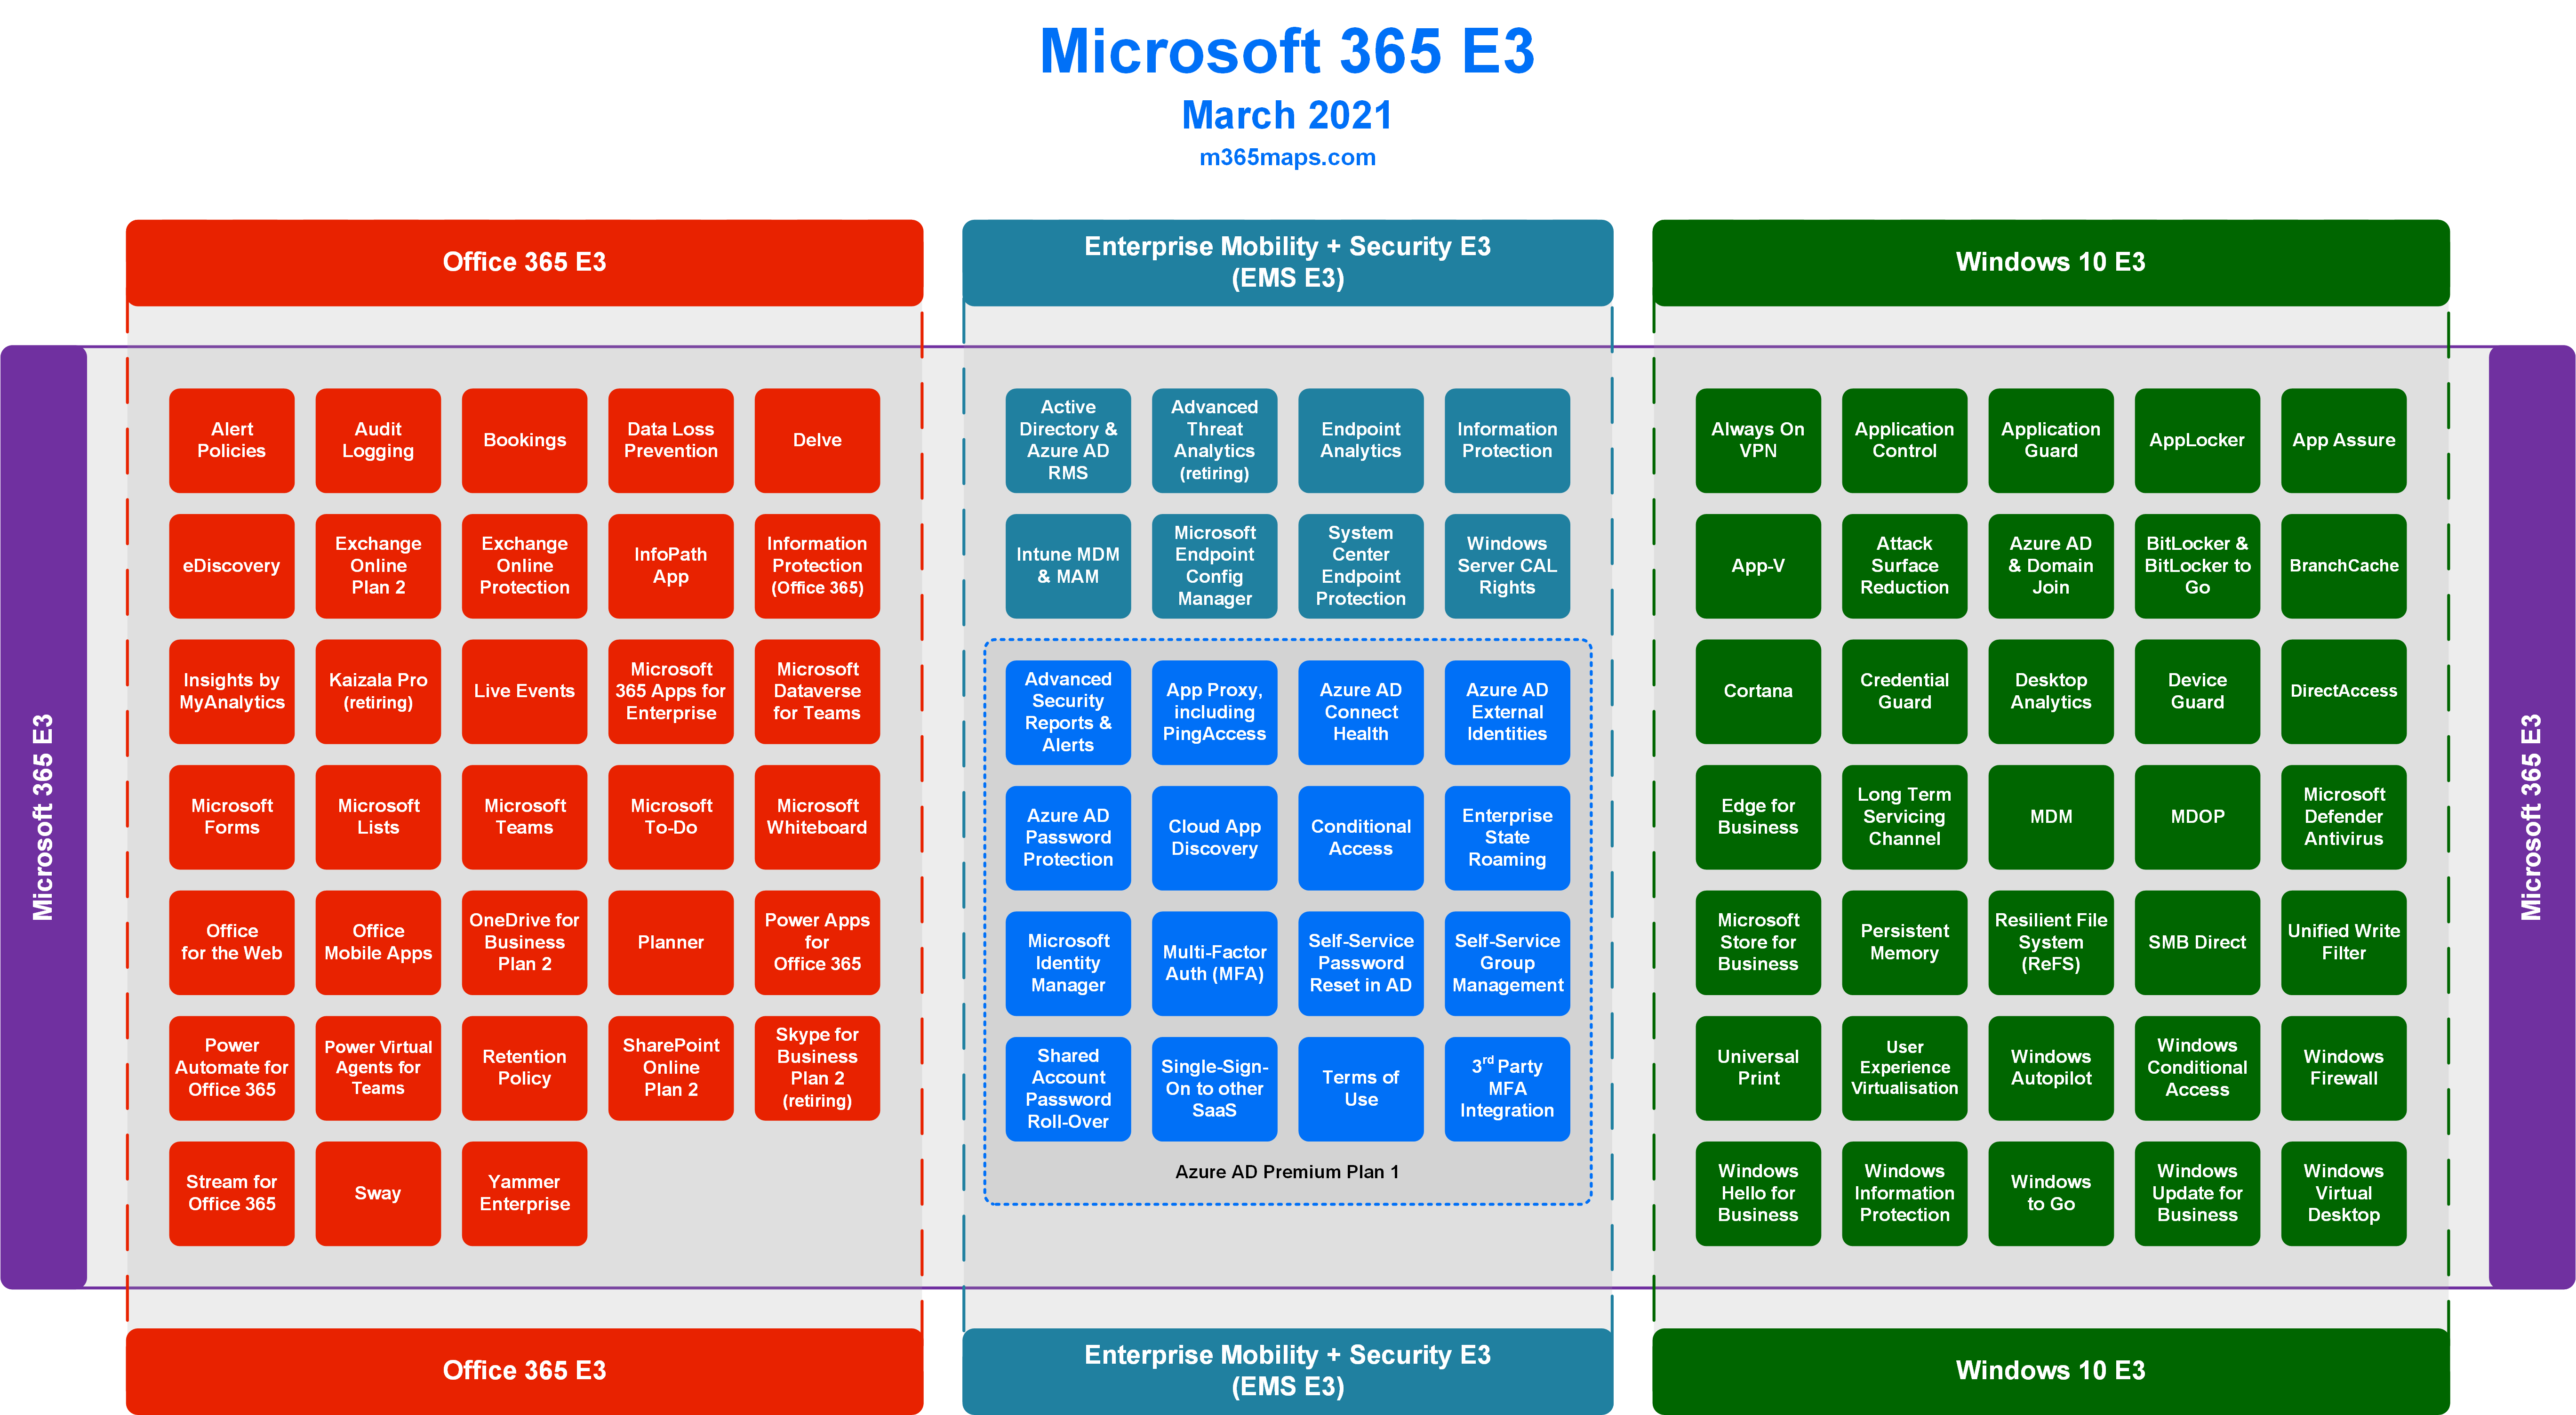 Microsoft 365 E3
March 2021
m365maps.com
Office 365 E3
Enterprise Mobility + Security E3
(EMS E3)
Windows 10 E3
Microsoft 365 E3
Alert
Policies
Audit
Logging
Bookings
Data Loss
Prevention
Delve
eDiscovery
Exchange
Online
Plan 2
Exchange
Online
Protection
InfoPath
App
Information
Protection
(Office 365)
Insights by
MyAnalytics
Kaizala Pro
(retiring)
Live Events
Microsoft
365 Apps for
Enterprise
Microsoft
Dataverse
for Teams
Microsoft
Forms
Microsoft
Lists
Microsoft
Teams
Microsoft
To-Do
Microsoft
Whiteboard
Office
for the Web
Office
Mobile Apps
OneDrive for
Business
Plan 2
Planner
Power Apps
for
Office 365
Power
Automate for
Office 365
Power Virtual
Agents for
Teams
Retention
Policy
SharePoint
Online
Plan 2
Skype for
Business
Plan 2
(retiring)
Stream for
Office 365
Sway
Yammer
Enterprise
Active
Directory &
Azure AD
RMS
Advanced
Threat
Analytics
(retiring)
Endpoint
Analytics
Information
Protection
Intune MDM
& MAM
Microsoft
Endpoint
Config
Manager
System
Center
Endpoint
Protection
Windows
Server CAL
Rights
Advanced
Security
Reports &
Alerts
App Proxy,
including
PingAccess
Azure AD
Connect
Health
Azure AD
External
Identities
Azure AD
Password
Protection
Cloud App
Discovery
Conditional
Access
Enterprise
State
Roaming
Microsoft
Identity
Manager
Multi-Factor
Auth (MFA)
Self-Service
Password
Reset in AD
Self-Service
Group
Management
Shared
Account
Password
Roll-Over
Single-Sign-
On to other
SaaS
Terms of
Use
3rd Party
MFA
Integration
Azure AD Premium Plan 1
Always On
VPN
Application
Control
Application
Guard
AppLocker
App Assure
App-V
Attack
Surface
Reduction
Azure AD
& Domain
Join
BitLocker &
BitLocker to
Go
BranchCache
Cortana
Credential
Guard
Desktop
Analytics
Device
Guard
DirectAccess
Edge for
Business
Long Term
Servicing
Channel
MDM
MDOP
Microsoft
Defender
Antivirus
Microsoft
Store for
Business
Persistent
Memory
Resilient File
System
(ReFS)
SMB Direct
Unified Write
Filter
Universal
Print
User
Experience
Virtualisation
Windows
Autopilot
Windows
Conditional
Access
Windows
Firewall
Windows
Hello for
Business
Windows
Information
Protection
Windows
to Go
Windows
Update for
Business
Windows
Virtual
Desktop
Microsoft 365 E3
Office 365 E3
Enterprise Mobility + Security E3
(EMS E3)
Windows 10 E3